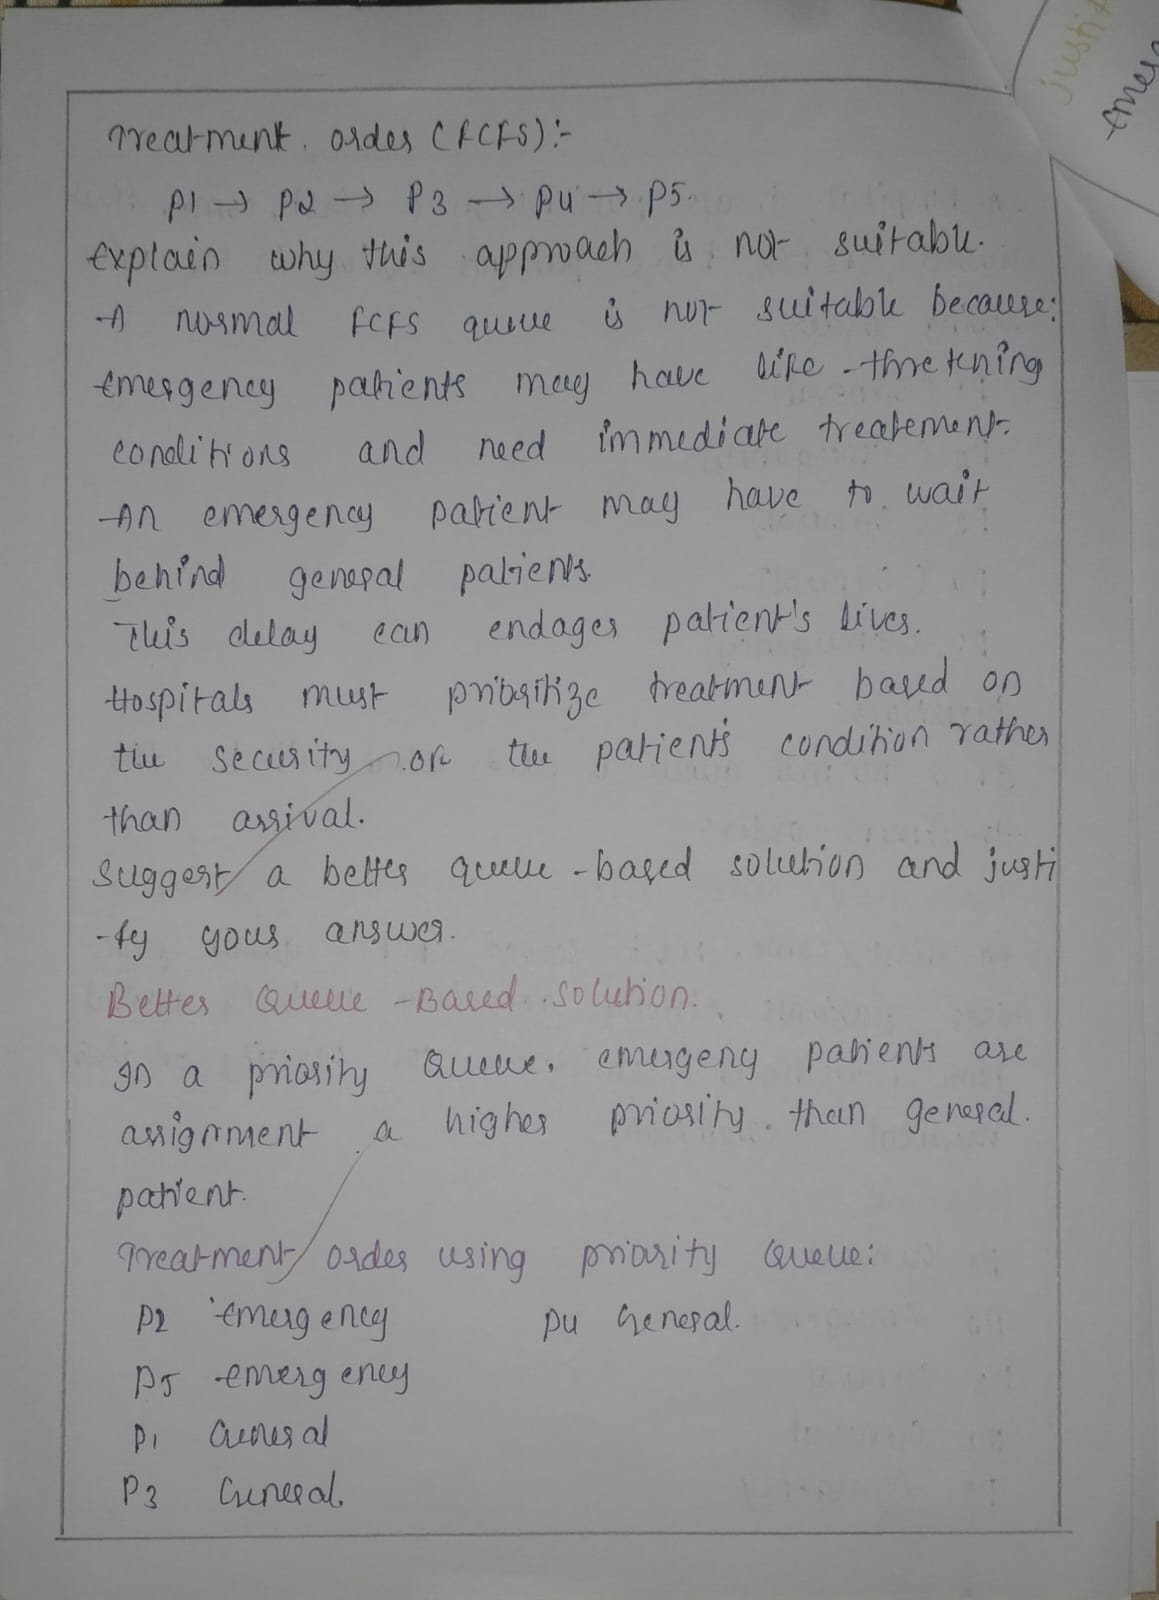 Treatment. order (FCFS):-
P1 → P2 → P3 → P4 → P5.
Explain why this approach is not suitable.
A normal FCFS queue is not suitable because:
Emergency patients may have life-thretening
conditions and need immediate treatement.
An emergency patient may have to wait
behind general patients.
This delay can endager patient's lives.
Hospitals must prioritize treatment based on
the security of the patient's condition rather
than arrival.
Suggest a better queue-based solution and justi
-fy your answer.
Better Queue-Based Solution.
In a priority Queue. emergeny patients are
assignment a higher priority. than general.
patient.
Treatment order using priority Queue:
P2 Emergency P4 General.
P5 Emergency
P1 General
P3 General.
justif
Emerg